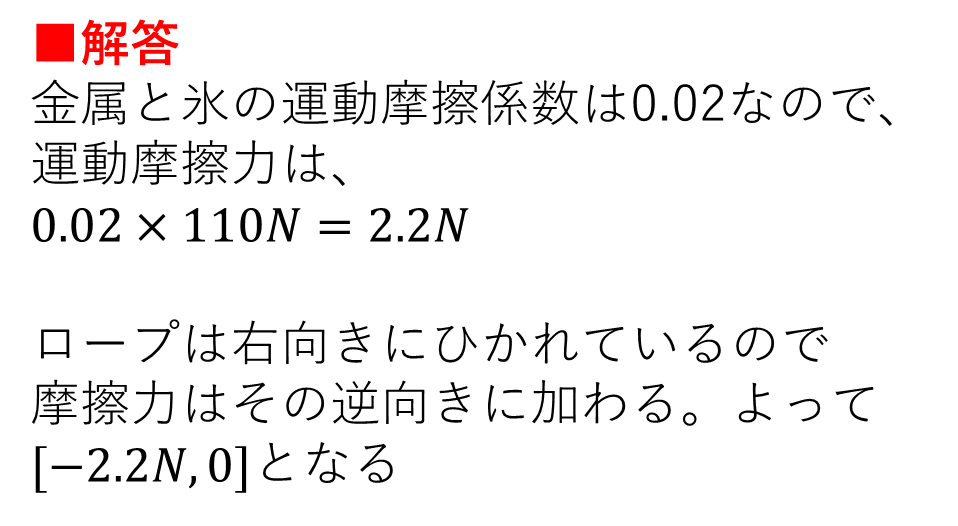 ■解答
金属と氷の運動摩擦係数は0.02なので、
運動摩擦力は、
0.02 × 110N = 2.2N
ロープは右向きにひかれているので
摩擦力はその逆向きに加わる。よって
[−2.2N, 0]となる